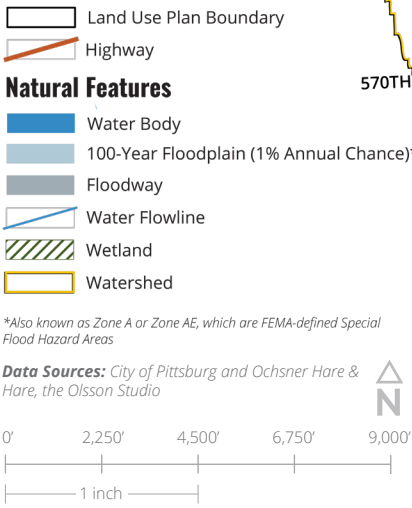 Land Use Plan Boundary
Highway
570TH
Natural Features
Water Body
100-Year Floodplain (1% Annual Chance)*
Floodway
Water Flowline
Wetland
Watershed
*Also known as Zone A or Zone AE, which are FEMA-defined Special
Flood Hazard Areas
Data Sources: City of Pittsburg and Ochsner Hare &
Hare, the Olsson Studio
N
0' 2,250' 4,500' 6,750' 9,000'
1 inch